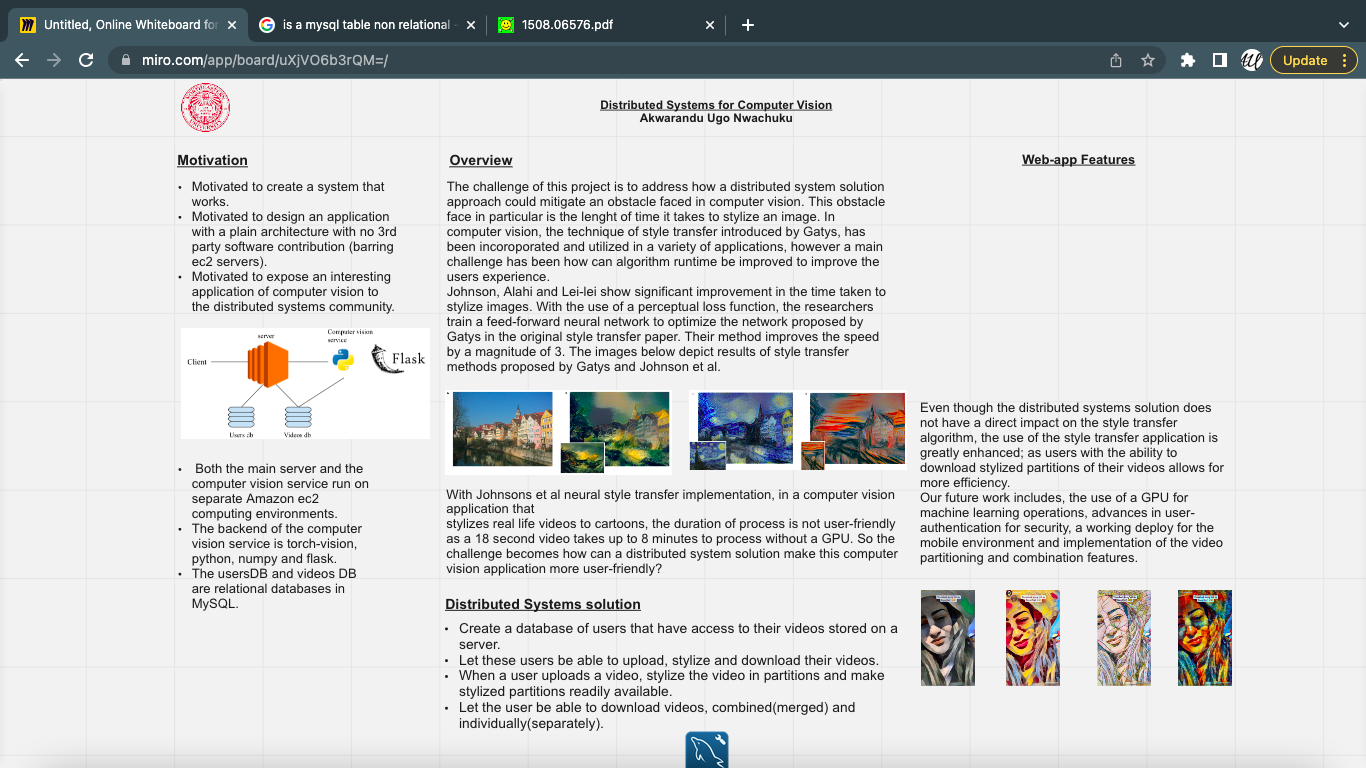 Untitled, Online Whiteboard for
is a mysql table non relational -
1508.06576.pdf
miro.com/app/board/uXjVO6b3rQM=/
Update
Distributed Systems for Computer Vision
Akwarandu Ugo Nwachuku
Motivation
• Motivated to create a system that
works.
• Motivated to design an application
with a plain architecture with no 3rd
party software contribution (barring
ec2 servers).
• Motivated to expose an interesting
application of computer vision to
the distributed systems community.
Client
server
Computer vision
service
Flask
Users db
Videos db
• Both the main server and the
computer vision service run on
separate Amazon ec2
computing environments.
• The backend of the computer
vision service is torch-vision,
python, numpy and flask.
• The usersDB and videos DB
are relational databases in
MySQL.
Overview
The challenge of this project is to address how a distributed system solution
approach could mitigate an obstacle faced in computer vision. This obstacle
face in particular is the lenght of time it takes to stylize an image. In
computer vision, the technique of style transfer introduced by Gatys, has
been incoroporated and utilized in a variety of applications, however a main
challenge has been how can algorithm runtime be improved to improve the
users experience.
Johnson, Alahi and Lei-lei show significant improvement in the time taken to
stylize images. With the use of a perceptual loss function, the researchers
train a feed-forward neural network to optimize the network proposed by
Gatys in the original style transfer paper. Their method improves the speed
by a magnitude of 3. The images below depict results of style transfer
methods proposed by Gatys and Johnson et al.
With Johnsons et al neural style transfer implementation, in a computer vision
application that
stylizes real life videos to cartoons, the duration of process is not user-friendly
as a 18 second video takes up to 8 minutes to process without a GPU. So the
challenge becomes how can a distributed system solution make this computer
vision application more user-friendly?
Distributed Systems solution
• Create a database of users that have access to their videos stored on a
server.
• Let these users be able to upload, stylize and download their videos.
• When a user uploads a video, stylize the video in partitions and make
stylized partitions readily available.
• Let the user be able to download videos, combined(merged) and
individually(separately).
Web-app Features
Even though the distributed systems solution does
not have a direct impact on the style transfer
algorithm, the use of the style transfer application is
greatly enhanced; as users with the ability to
download stylized partitions of their videos allows for
more efficiency.
Our future work includes, the use of a GPU for
machine learning operations, advances in user-
authentication for security, a working deploy for the
mobile environment and implementation of the video
partitioning and combination features.